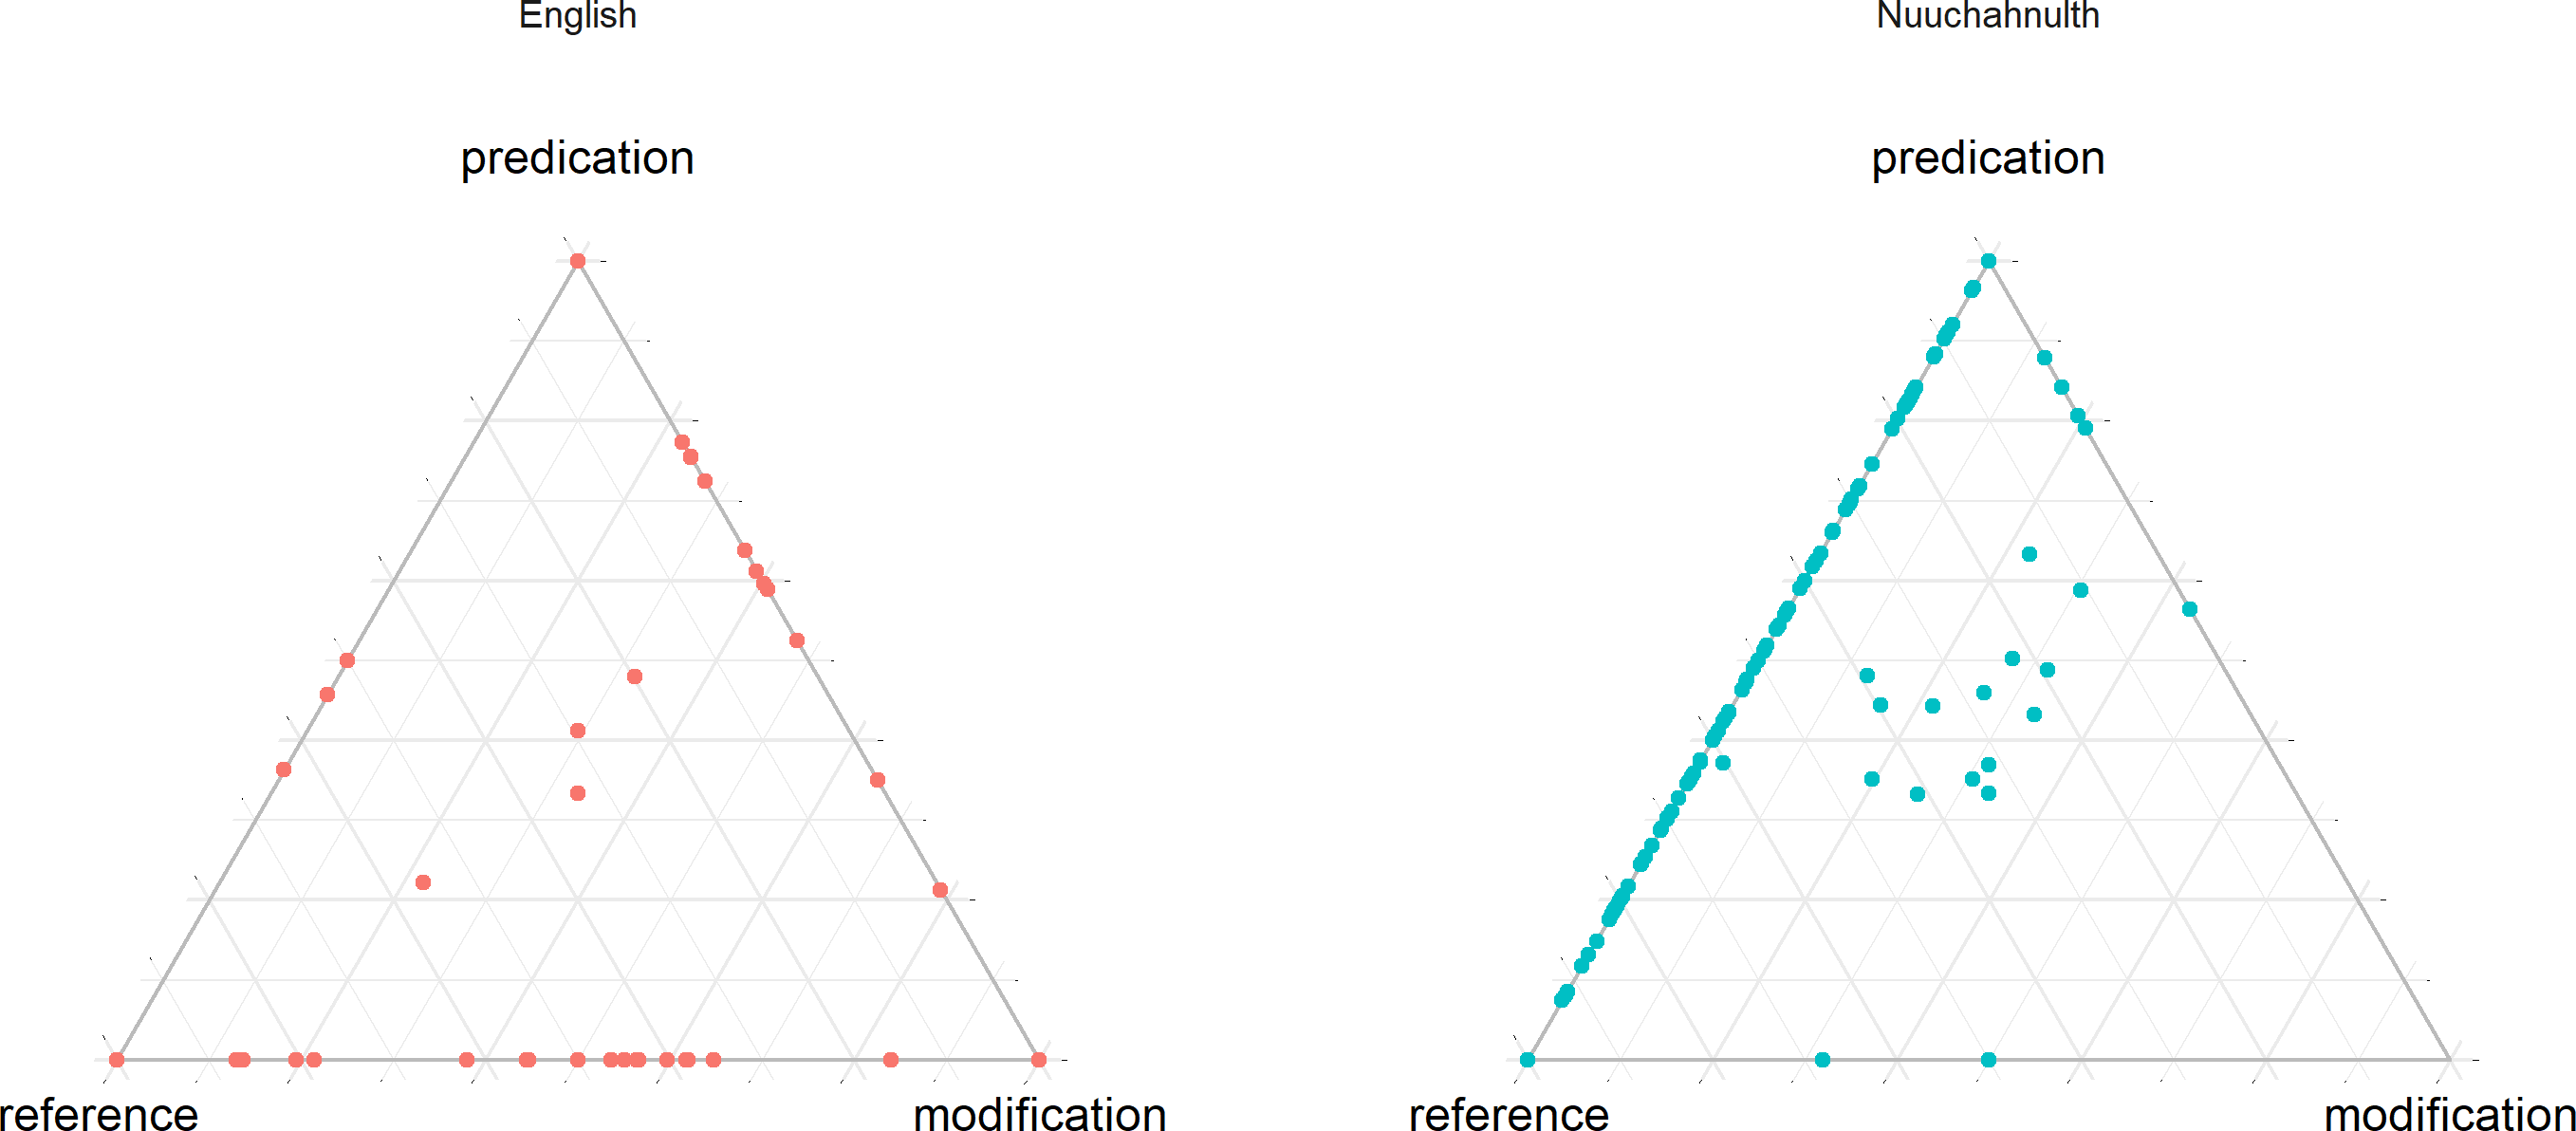 English
Nuuchahnulth
predication
predication
reference
modification
reference
modification